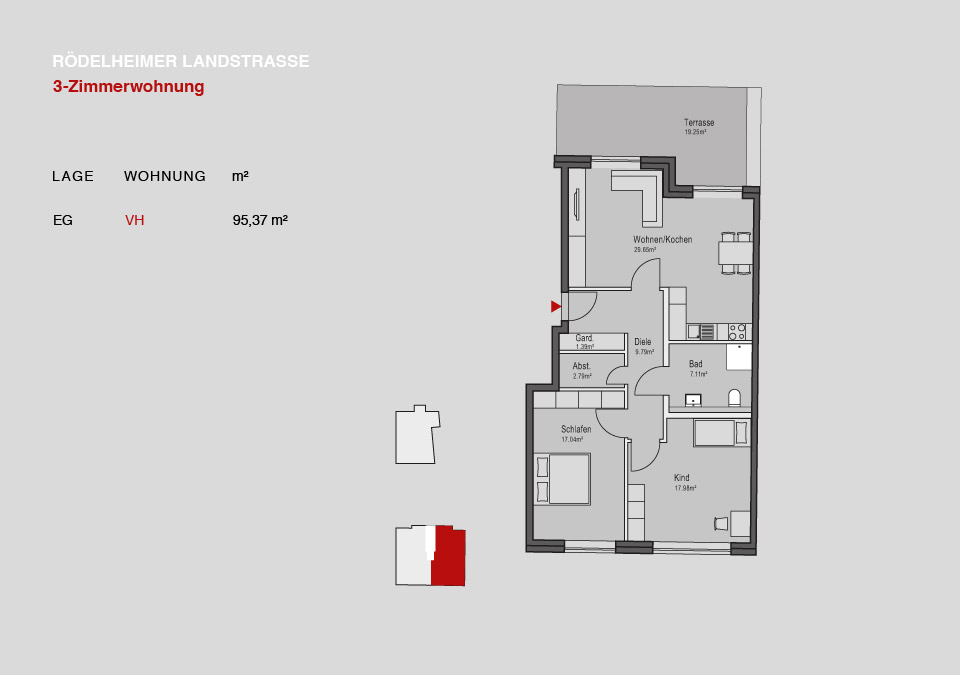 RÖDELHEIMER LANDSTRASSE
3-Zimmerwohnung
LAGE WOHNUNG m²
EG VH 95,37 m²
Terrasse
19.25m²
Wohnen/Kochen
29.65m²
Gard.
1.39m²
Diele
9.79m²
Abst.
2.79m²
Bad
7.11m²
Schlafen
17.04m²
Kind
17.98m²